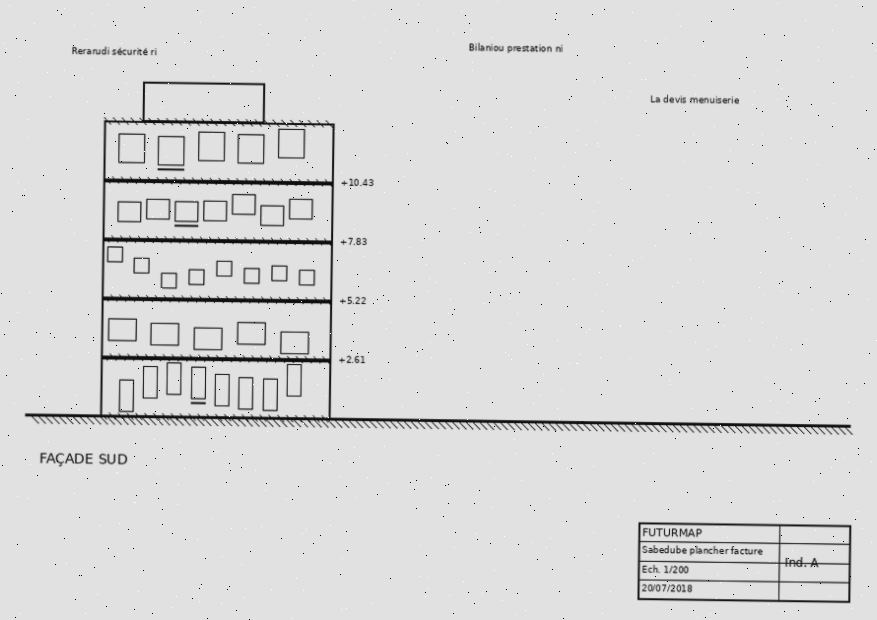 Rerarudi sécurité ri
Bilaniou prestation ni
La devis menuiserie
+10.43
+7.83
+5.22
+2.61
FAÇADE SUD
FUTURMAP
Sabedube plancher facture
Ind. A
Ech. 1/200
20/07/2018